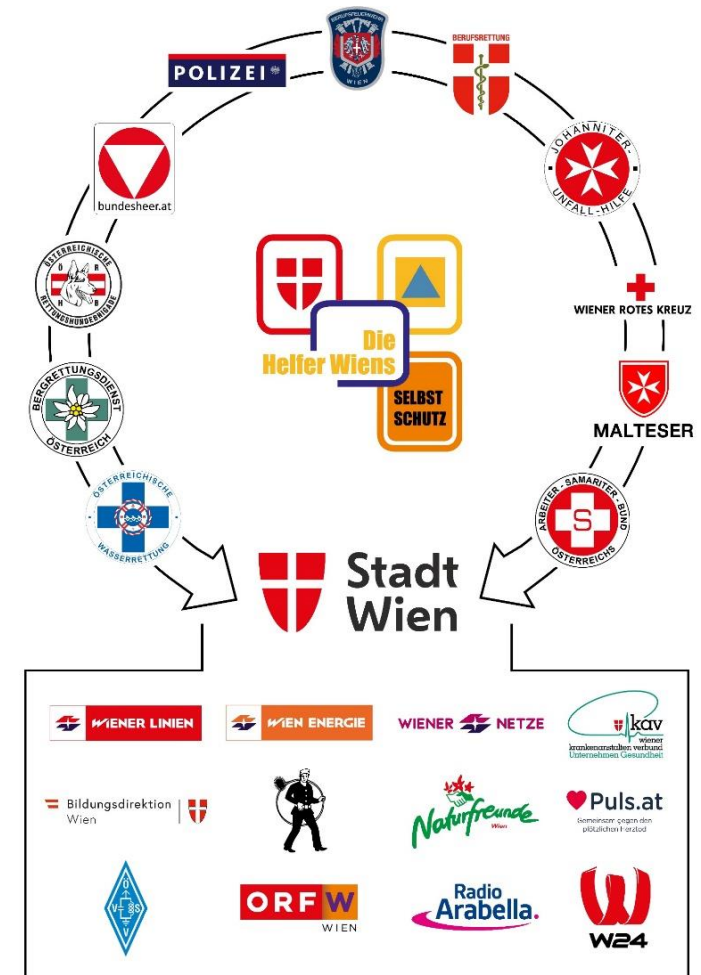 BERUFSFEUERWEHR
WIEN
POLIZEI
BERUFSRETTUNG
JOHANNITER-
UNFALL-HILFE
bundesheer.at
ÖSTERREICHISCHE
Ö R
H B
RETTUNGSHUNDEBRIGADE
WIENER ROTES KREUZ
Die
Helfer Wiens
SELBST
SCHUTZ
BERGRETTUNGSDIENST
ÖSTERREICH
MALTESER
ÖSTERREICHISCHE
WASSERRETTUNG
ARBEITER - SAMARITER - BUND
S
ÖSTERREICHS
Stadt
Wien
WIENER LINIEN
WIEN ENERGIE
WIENER NETZE
kav
wiener
krankenanstalten verbund
Unternehmen Gesundheit
Bildungsdirektion
Wien
Naturfreunde
Wien
Puls.at
Gemeinsam gegen den
plötzlichen Herztod
Ö
V S
V
ORF W
WIEN
Radio
Arabella.
W24